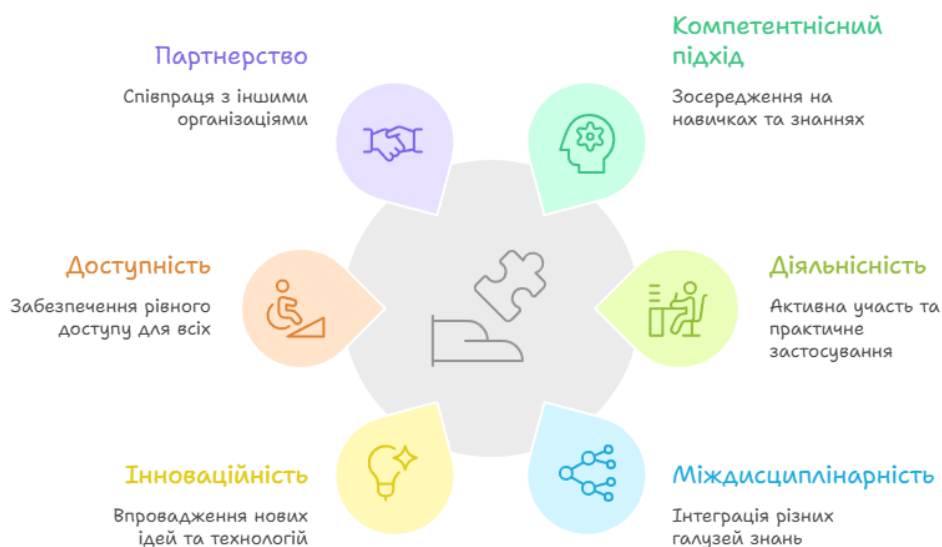 Партнерство
Співпраця з іншими
організаціями
Компетентнісний
підхід
Зосередження на
навичках та знаннях
Доступність
Забезпечення рівного
доступу для всіх
Діяльнісність
Активна участь та
практичне
застосування
Інноваційність
Впровадження нових
ідей та технологій
Міждисциплінарність
Інтеграція різних
галузей знань